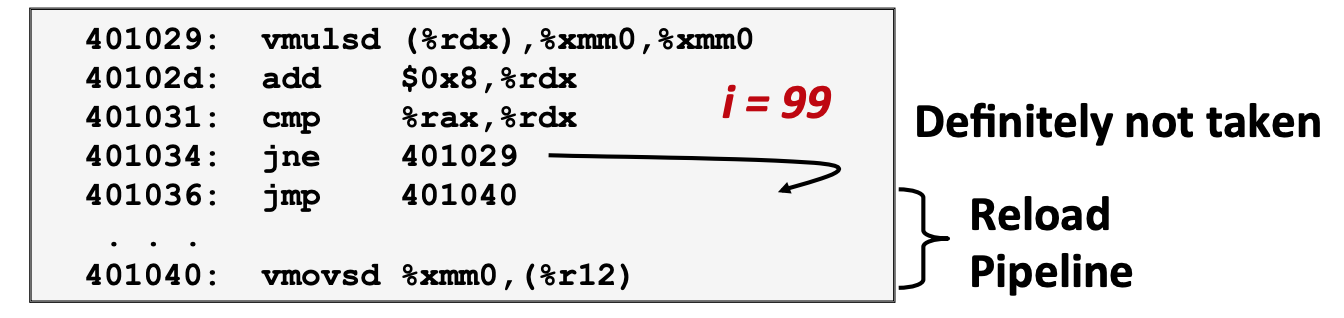 401029: vmulsd (%rdx),%xmm0,%xmm0
40102d: add $0x8,%rdx
401031: cmp %rax,%rdx
i = 99
Definitely not taken
401034: jne 401029
401036: jmp 401040
. . .
401040: vmovsd %xmm0,(%r12)
Reload
Pipeline